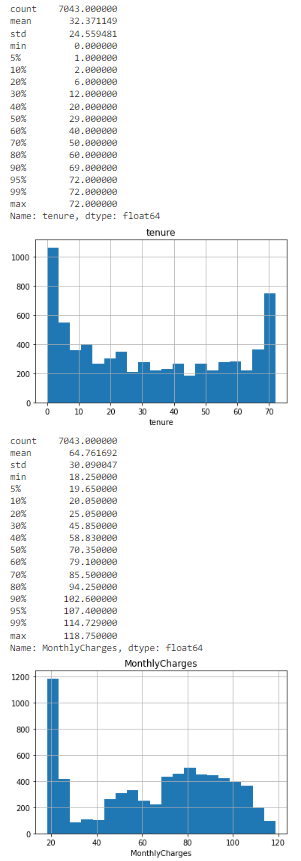 count 7043.000000
mean 32.371149
std 24.559481
min 0.000000
5% 1.000000
10% 2.000000
20% 6.000000
30% 12.000000
40% 20.000000
50% 29.000000
60% 40.000000
70% 50.000000
80% 60.000000
90% 69.000000
95% 72.000000
99% 72.000000
max 72.000000
Name: tenure, dtype: float64
tenure
1000
800
600
400
200
0
0 10 20 30 40 50 60 70
tenure
count 7043.000000
mean 64.761692
std 30.090047
min 18.250000
5% 19.650000
10% 20.050000
20% 25.050000
30% 45.850000
40% 58.830000
50% 70.350000
60% 79.100000
70% 85.500000
80% 94.250000
90% 102.600000
95% 107.400000
99% 114.729000
max 118.750000
Name: MonthlyCharges, dtype: float64
MonthlyCharges
1200
1000
800
600
400
200
0
20 40 60 80 100 120
MonthlyCharges